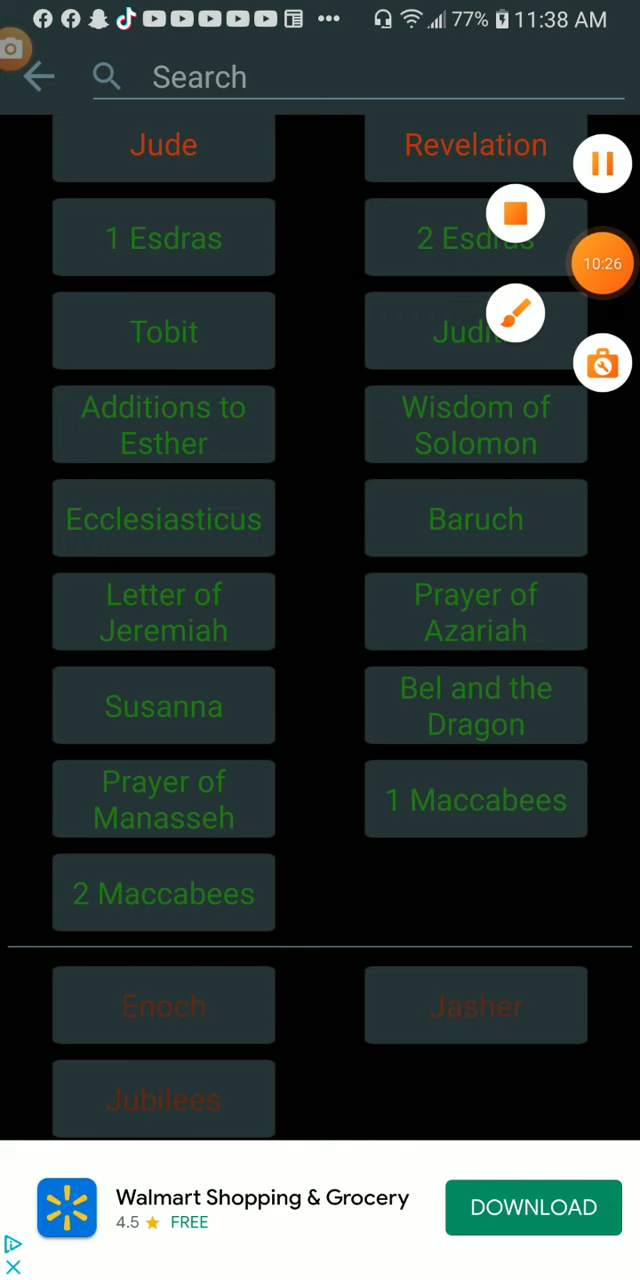 77% 11:38 AM
Search
Jude
Revelation
1 Esdras
2 Esdras
10:26
Tobit
Additions to
Esther
Wisdom of
Solomon
Ecclesiasticus
Baruch
Letter of
Jeremiah
Prayer of
Azariah
Susanna
Bel and the
Dragon
Prayer of
Manasseh
1 Maccabees
2 Maccabees
Enoch
Jasher
Jubilees
Walmart Shopping & Grocery
4.5 ★ FREE
DOWNLOAD